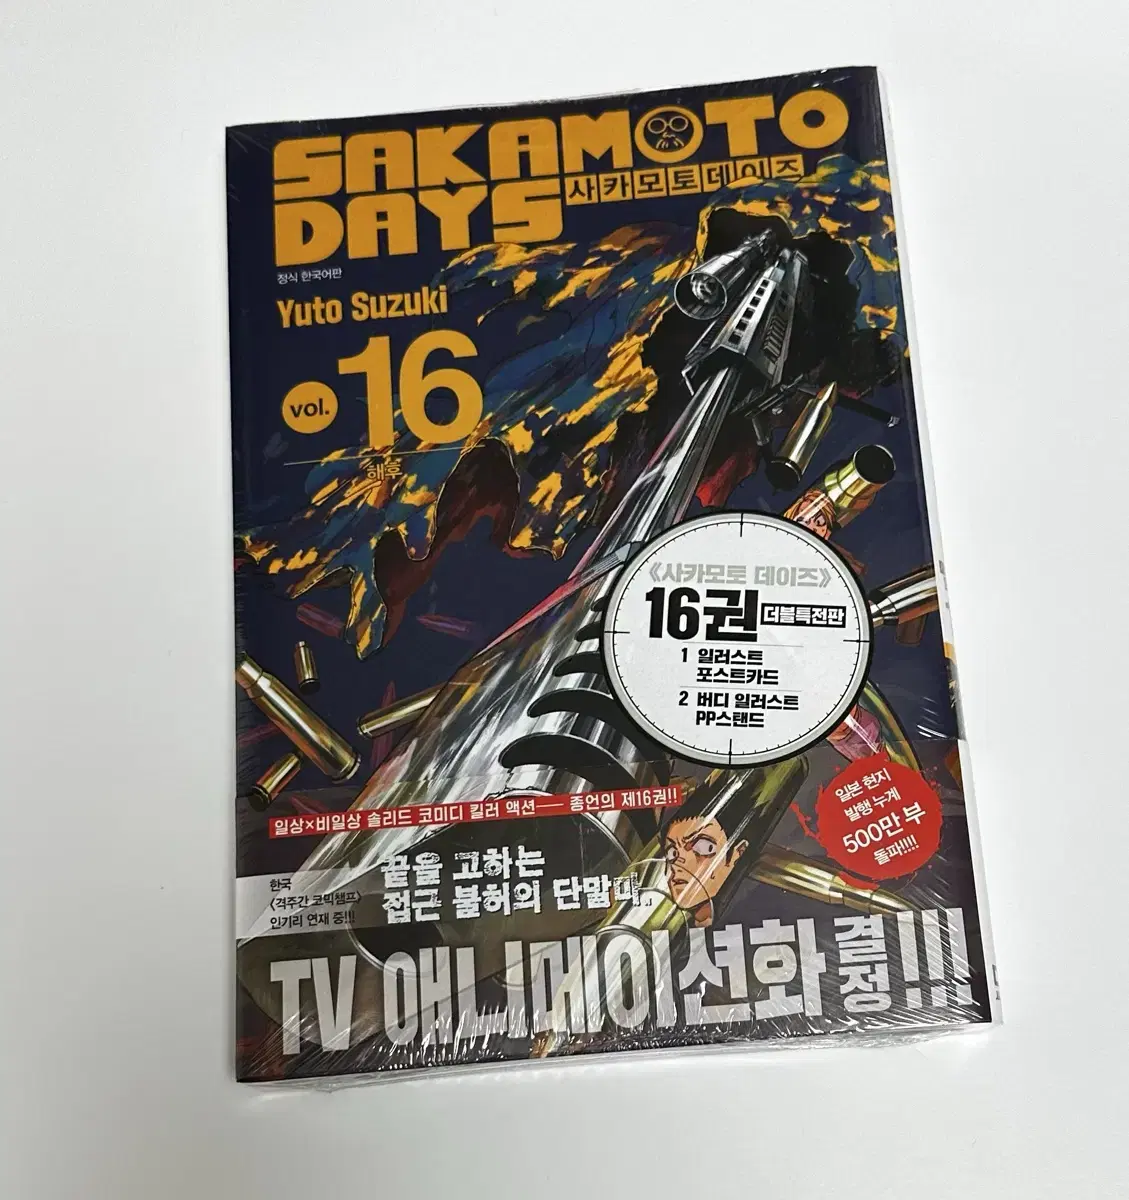 SAKAMOTO
DAYS
사카모토데이즈
정식 한국어판
Yuto Suzuki
vol. 16
해후
《사카모토 데이즈》
16권 더블특전판
1 일러스트
포스트카드
2 버디 일러스트
PP스탠드
일본 현지
발행 누계
500만 부
돌파!!!!
일상×비일상 솔리드 코미디 킬러 액션── 종언의 제16권!!
끝을 고하는
접근 불허의 단말마.
한국
〈격주간 코믹챔프〉
인기리 연재 중!!!
TV 애니메이션화 결정!!!